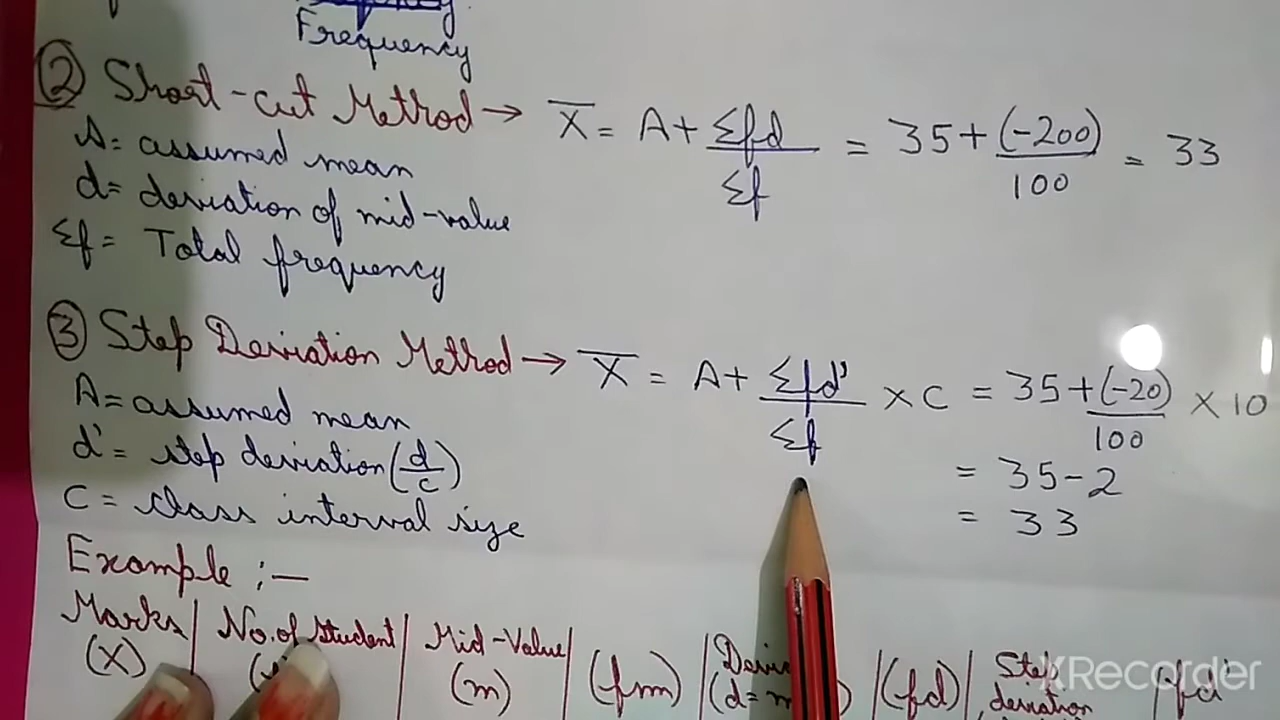 Frequency
② Short-cut Method → X̅ = A + Σfd / Σf = 35 + (-200) / 100 = 33
A = assumed mean
d = deviation of mid-value
Σf = Total frequency
③ Step Deviation Method → X̅ = A + Σfd' / Σf × C = 35 + (-20) / 100 × 10
A = assumed mean
d' = step deviation (d/c)
= 35 - 2
C = class interval size
= 33
Example :—
Marks (X) | No. of Student | Mid-Value (m) | (fm) | (d = m | (fd) | Step deviation | fd'
XRecorder